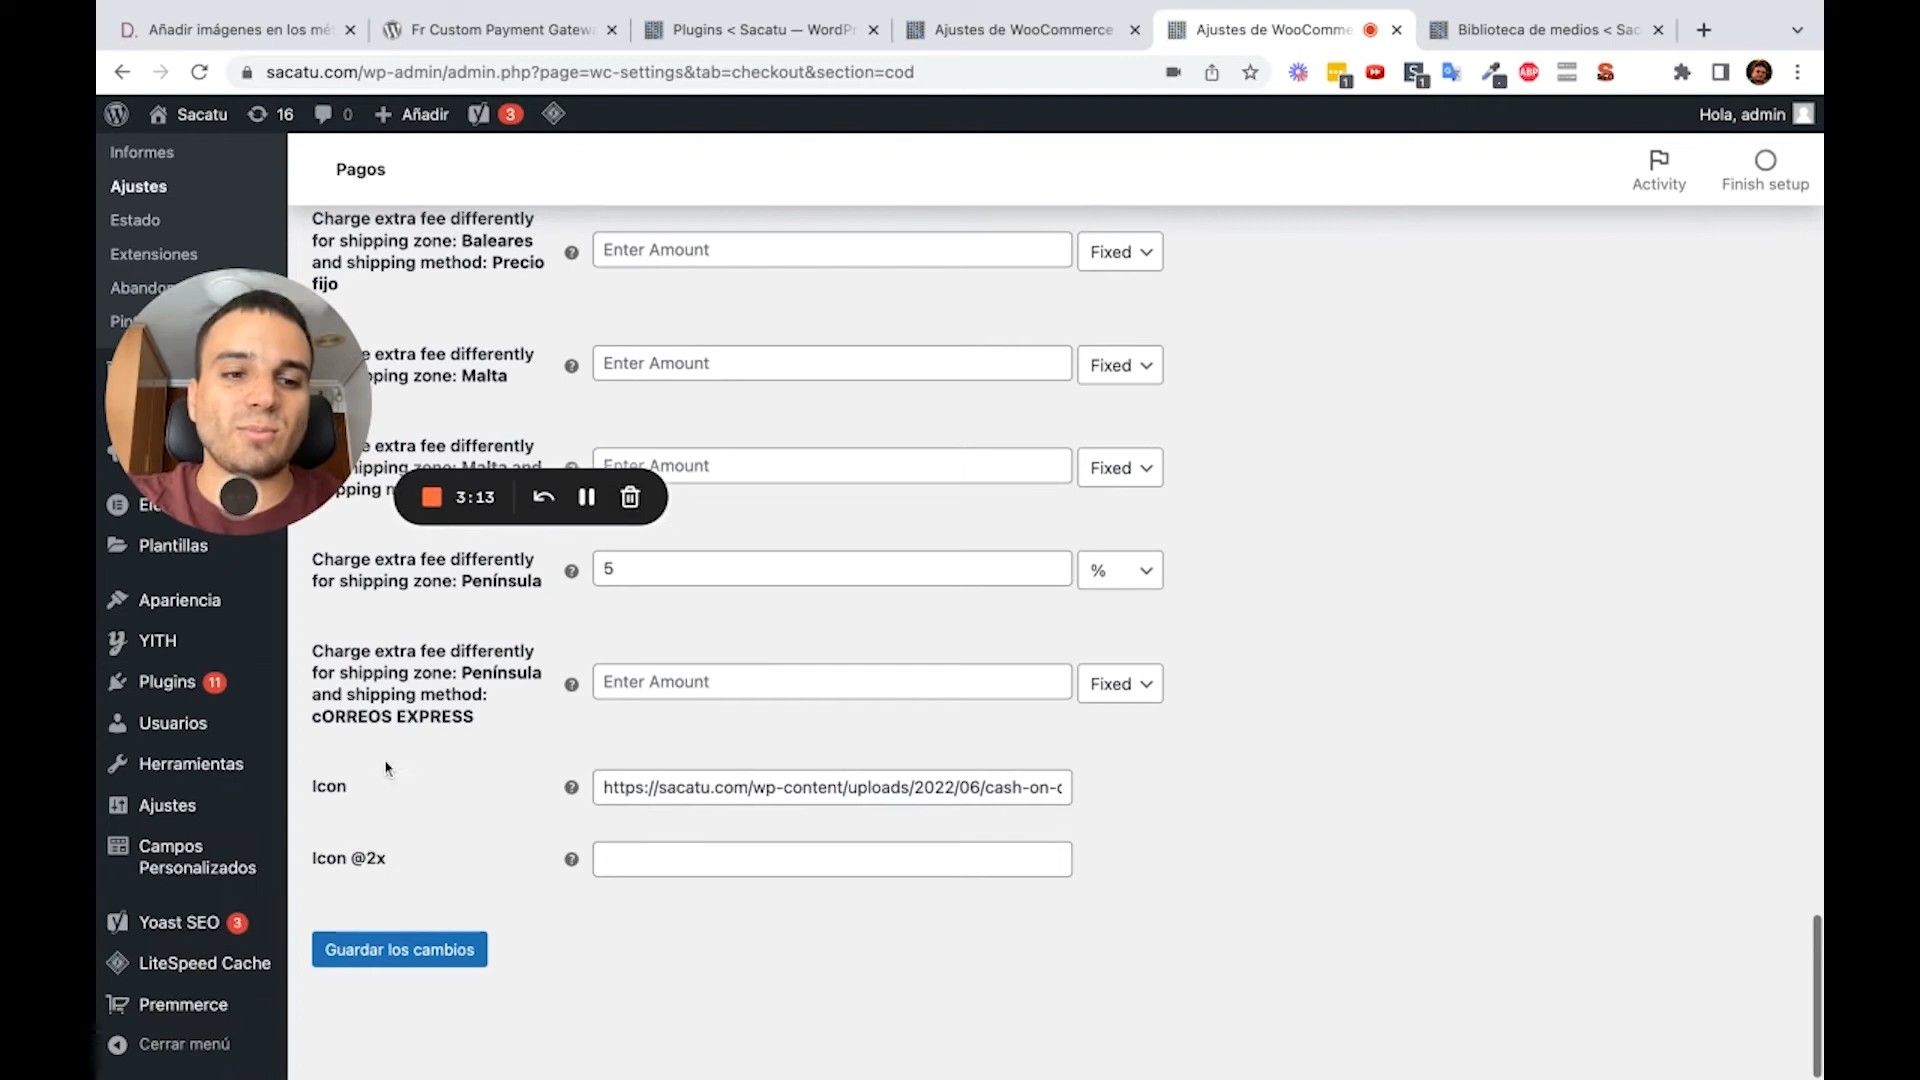 Añadir imágenes en los mé
Fr Custom Payment Gatew
Plugins < Sacatu — WordPr
Ajustes de WooCommerce
Ajustes de WooComme
Biblioteca de medios < Sac
sacatu.com/wp-admin/admin.php?page=wc-settings&tab=checkout&section=cod
1
1
ABP
Sacatu
16
0
Añadir
3
Hola, admin
Informes
Ajustes
Estado
Extensiones
Abando
Pin
Plantillas
Apariencia
YITH
Plugins 11
Usuarios
Herramientas
Ajustes
Campos
Personalizados
Yoast SEO 3
LiteSpeed Cache
Premmerce
Cerrar menú
Pagos
Activity
Finish setup
Charge extra fee differently
for shipping zone: Baleares
and shipping method: Precio
fijo
Enter Amount
Fixed
e extra fee differently
pping zone: Malta
Enter Amount
Fixed
e extra fee differently
ipping zone: Malta and
pping
Enter Amount
Fixed
3:13
Charge extra fee differently
for shipping zone: Península
5
%
Charge extra fee differently
for shipping zone: Península
and shipping method:
cORREOS EXPRESS
Enter Amount
Fixed
Icon
https://sacatu.com/wp-content/uploads/2022/06/cash-on-c
Icon @2x
Guardar los cambios